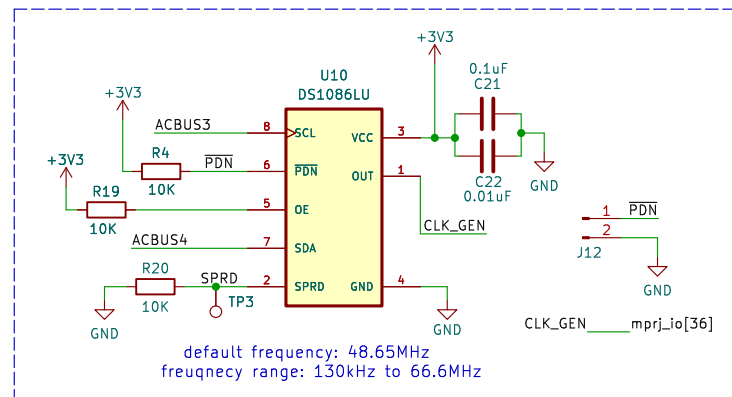 +3V3
U10
DS1086LU
0.1uF
C21
+3V3
ACBUS3
8
SCL
VCC
3
R4
PDN
6
PDN
10K
+3V3
OUT
1
C22
0.01uF
GND
R19
5
OE
10K
CLK_GEN
PDN
1
2
J12
ACBUS4
7
SDA
R20
SPRD
2
SPRD
GND
4
10K
TP3
GND
GND
GND
CLK_GEN
mprj_io[36]
default frequency: 48.65MHz
freuqnecy range: 130kHz to 66.6MHz